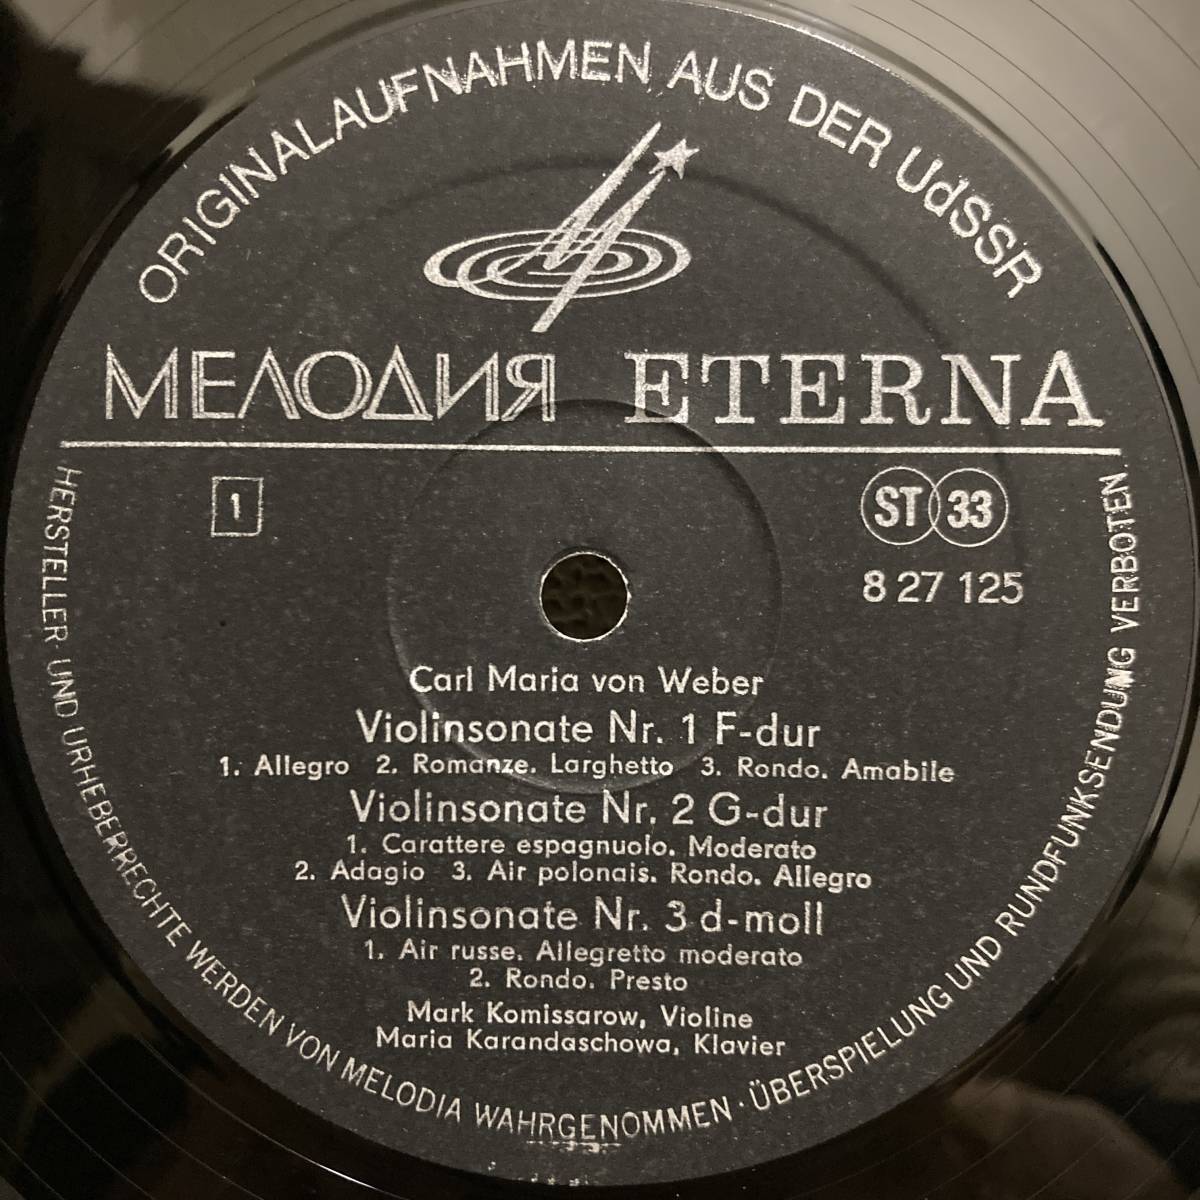 ORIGINALAUFNAHMEN AUS DER UdSSR
МЕЛОДИЯ ETERNA
1
ST 33
8 27 125
Carl Maria von Weber
Violinsonate Nr. 1 F-dur
1. Allegro 2. Romanze. Larghetto 3. Rondo. Amabile
Violinsonate Nr. 2 G-dur
1. Carattere espagnuolo. Moderato
2. Adagio 3. Air polonais. Rondo. Allegro
Violinsonate Nr. 3 d-moll
1. Air russe. Allegretto moderato
2. Rondo. Presto
Mark Komissarow, Violine
Maria Karandaschowa, Klavier
HERSTELLER UND URHEBERRECHTE WERDEN VON MELODIA WAHRGENOMMEN · ÜBERSPIELUNG UND RUNDFUNKSENDUNG VERBOTEN.